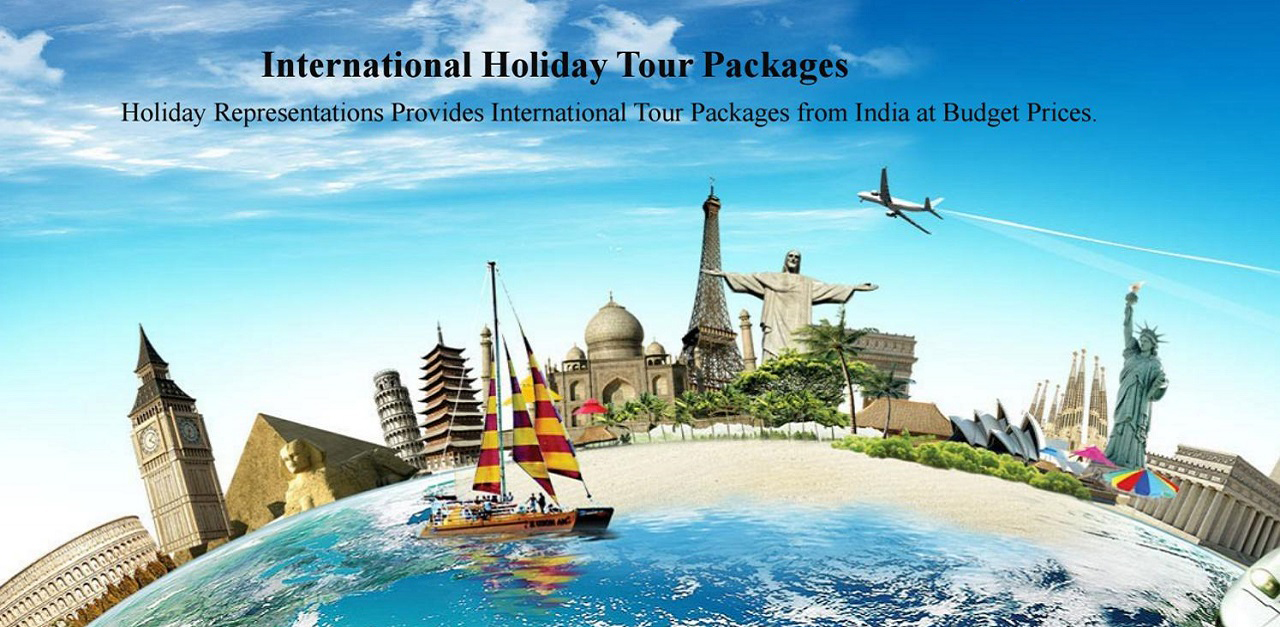 International Holiday Tour Packages
Holiday Representations Provides International Tour Packages from India at Budget Prices.